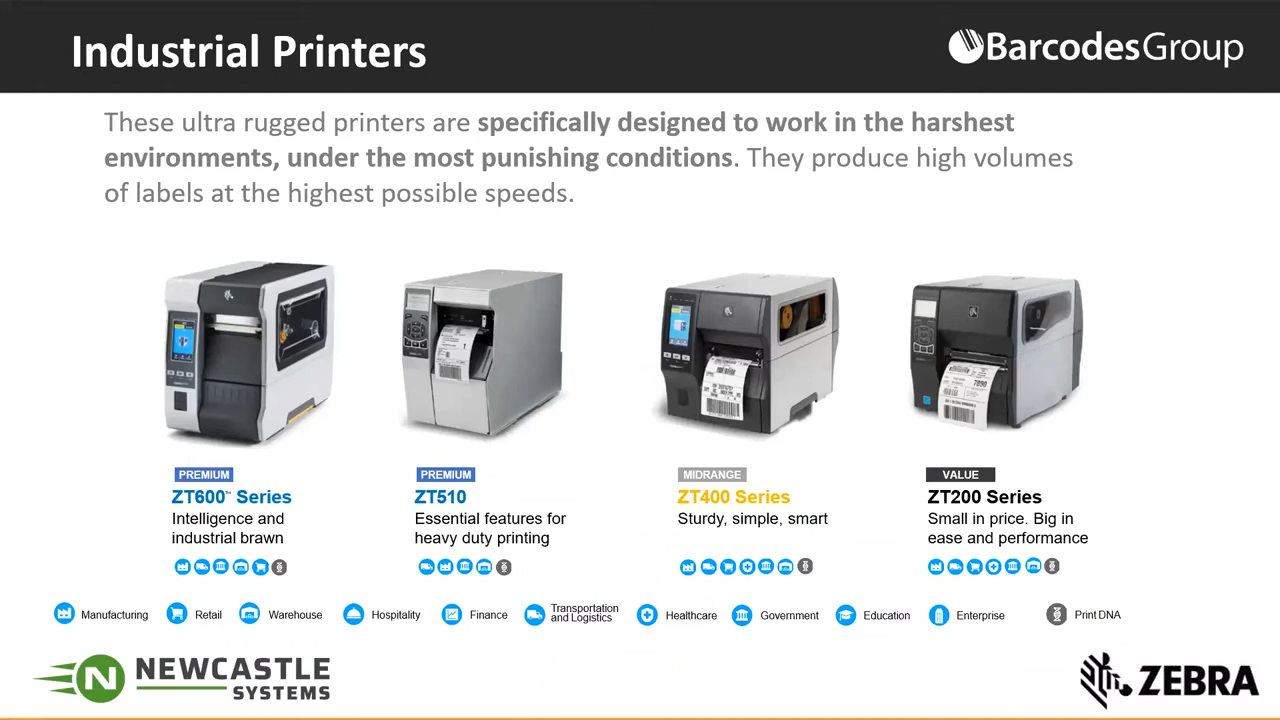 Industrial Printers
BarcodesGroup
These ultra rugged printers are specifically designed to work in the harshest
environments, under the most punishing conditions. They produce high volumes
of labels at the highest possible speeds.
PREMIUM
ZT600™ Series
Intelligence and
industrial brawn
PREMIUM
ZT510
Essential features for
heavy duty printing
MIDRANGE
ZT400 Series
Sturdy, simple, smart
VALUE
ZT200 Series
Small in price. Big in
ease and performance
Manufacturing
Retail
Warehouse
Hospitality
Finance
Transportation
and Logistics
Healthcare
Government
Education
Enterprise
Print DNA
N NEWCASTLE
SYSTEMS
ZEBRA